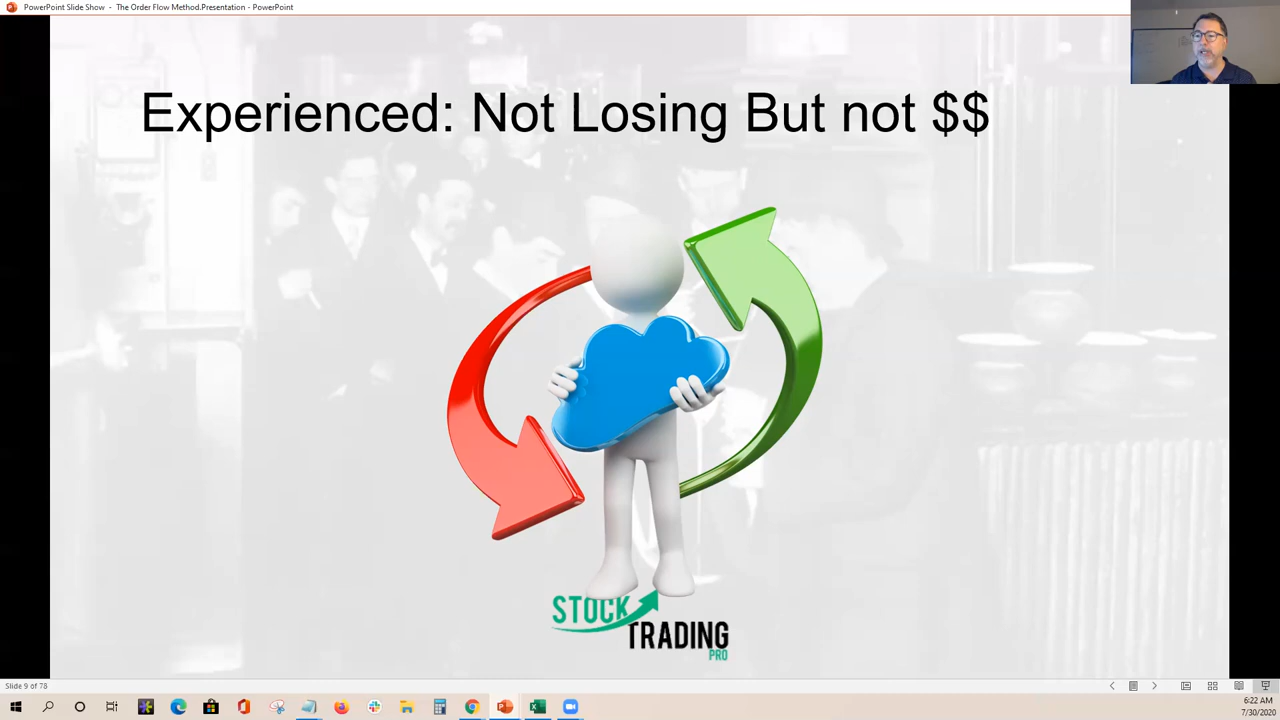 PowerPoint Slide Show - The Order Flow Method.Presentation - PowerPoint
Experienced: Not Losing But not $$
STOCK
TRADING
PRO
Slide 9 of 78
6:22 AM
7/30/2020